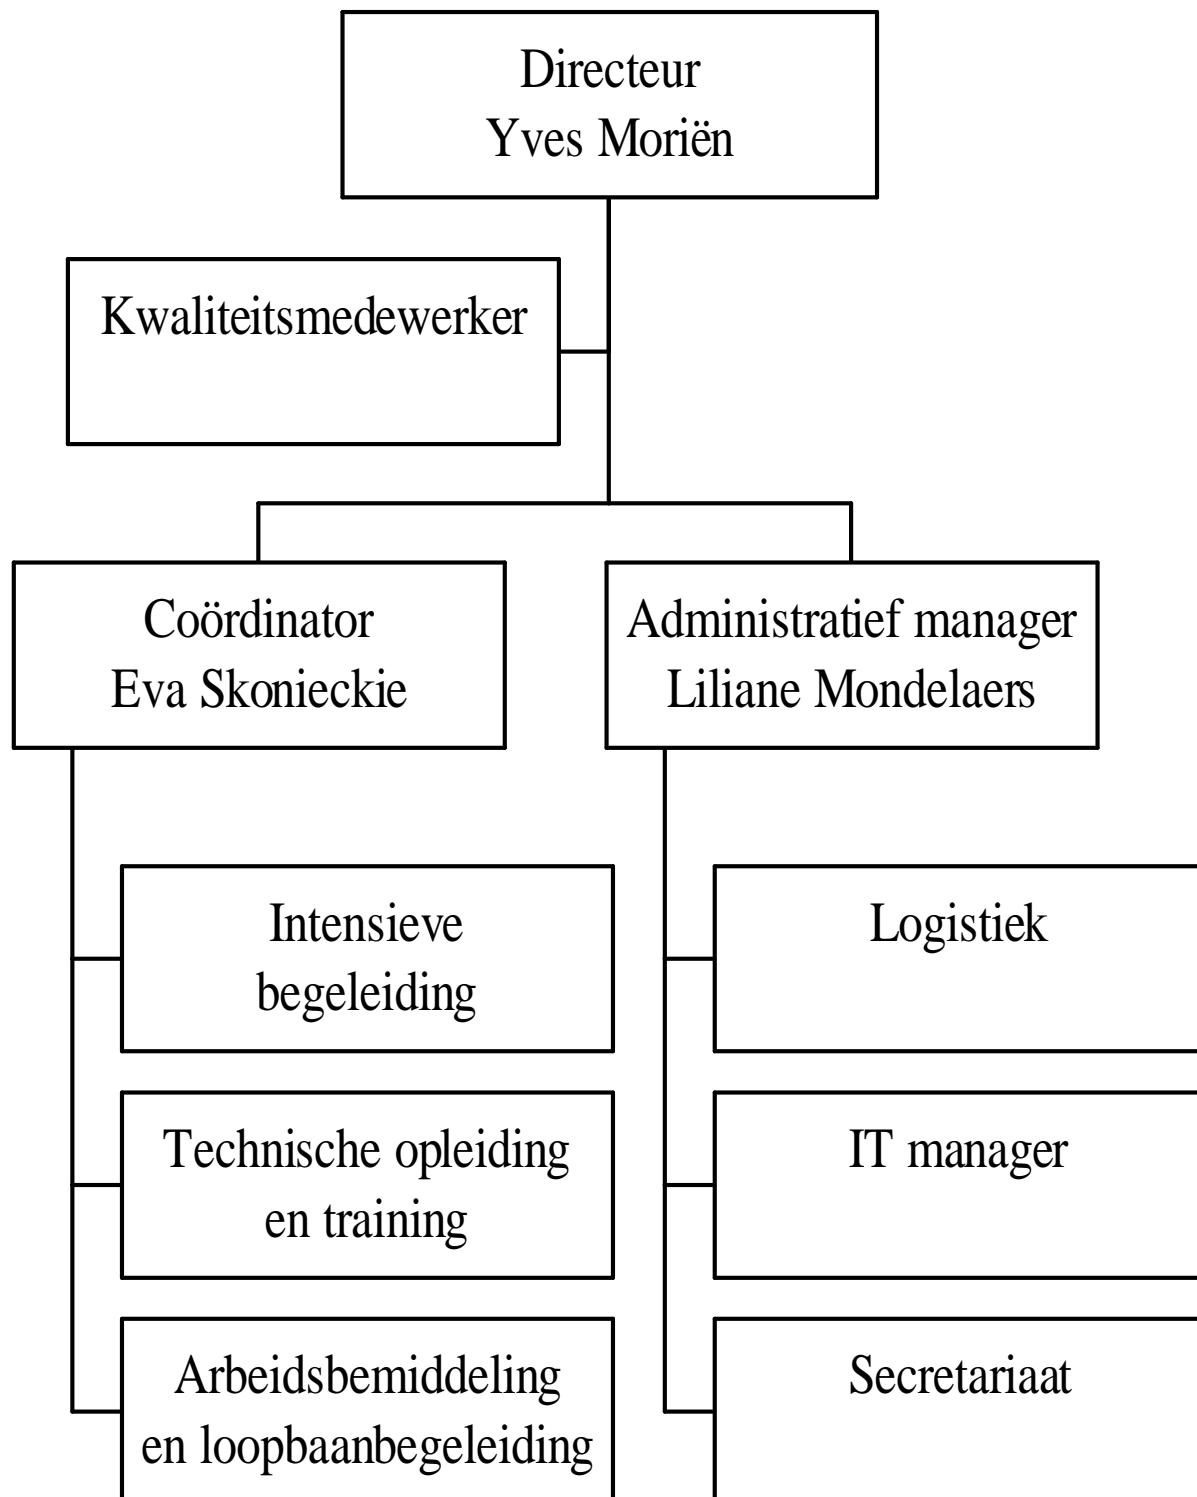 Directeur
Yves Moriën
Kwaliteitsmedewerker
Coördinator
Eva Skonieckie
Administratief manager
Liliane Mondelaers
Intensieve
begeleiding
Technische opleiding
en training
Arbeidsbemiddeling
en loopbaanbegeleiding
Logistiek
IT manager
Secretariaat